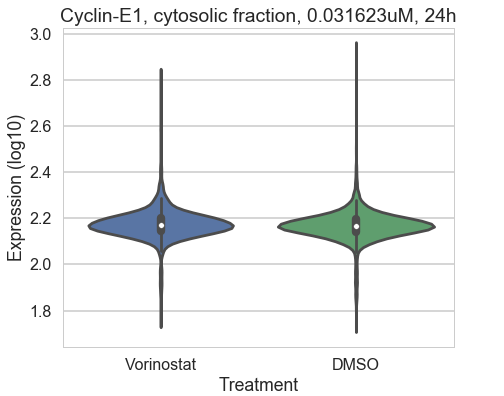 Cyclin-E1, cytosolic fraction, 0.031623uM, 24h
3.0
2.8
2.6
2.4
2.2
2.0
1.8
Expression (log10)
Vorinostat DMSO
Treatment